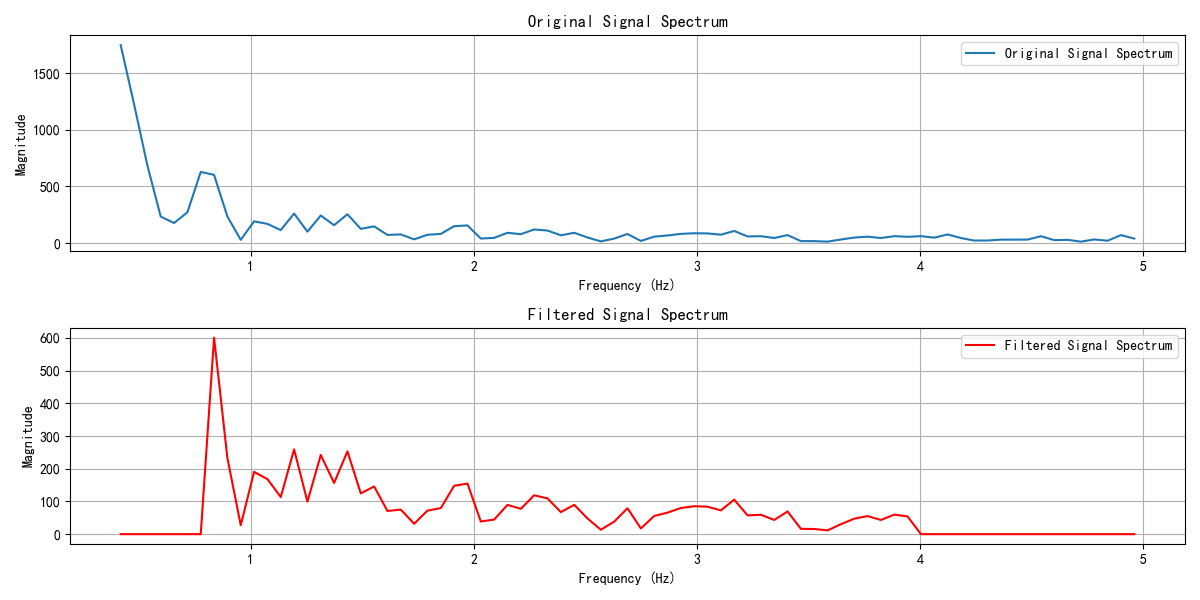 Original Signal Spectrum
Original Signal Spectrum
Magnitude
1500
1000
500
0
1 2 3 4 5
Frequency (Hz)
Filtered Signal Spectrum
Filtered Signal Spectrum
Magnitude
600
500
400
300
200
100
0
1 2 3 4 5
Frequency (Hz)